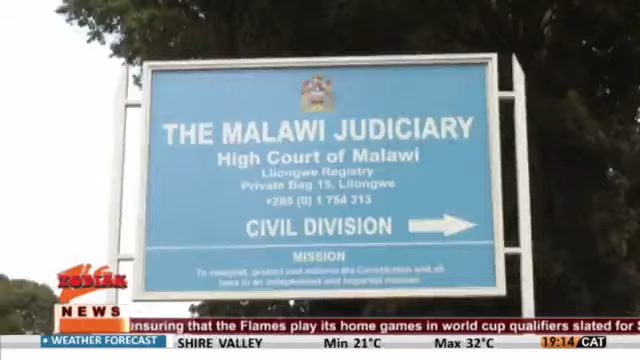 THE MALAWI JUDICIARY
High Court of Malawi
Lilongwe Registry
Private Bag 15, Lilongwe
+265 (0) 1 754 313
CIVIL DIVISION
MISSION
To interpret, protect and enforce the Constitution and all
laws in an independent and impartial manner
ZODIAK
NEWS
ensuring that the Flames play its home games in world cup qualifiers slated for S
WEATHER FORECAST SHIRE VALLEY Min 21°C Max 32°C 19:14 CAT